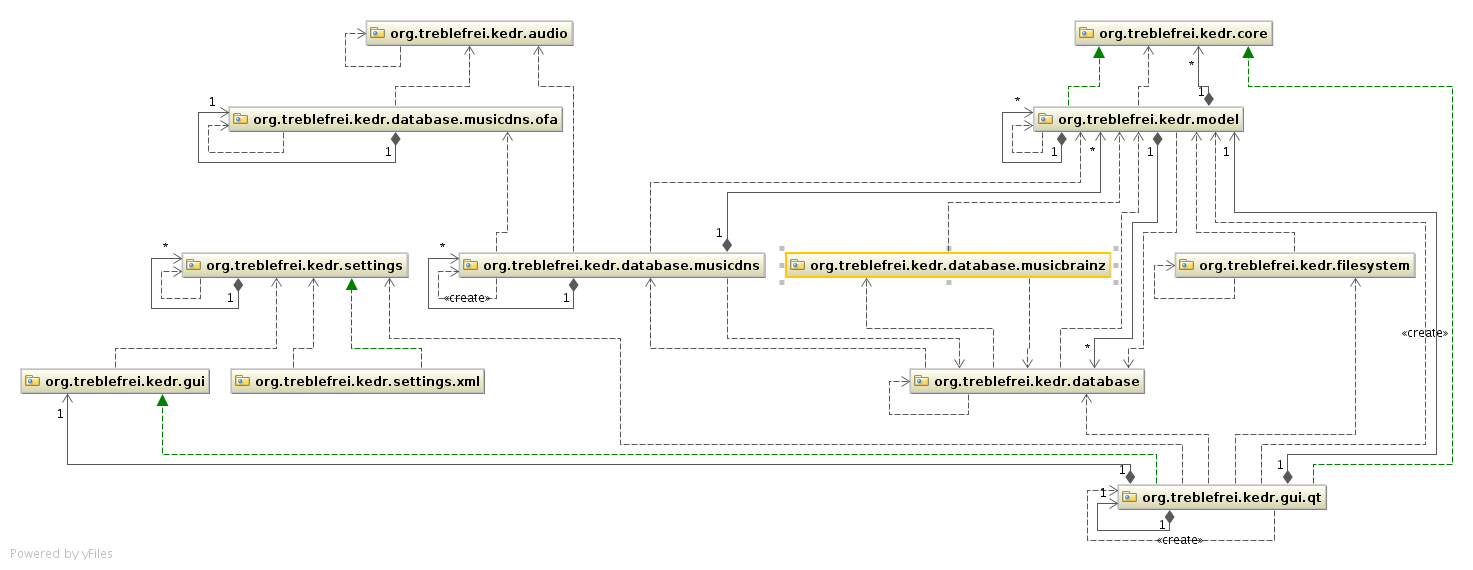 org.treblefrei.kedr.audio
org.treblefrei.kedr.core
*
1
1
*
org.treblefrei.kedr.database.musicdns.ofa
org.treblefrei.kedr.model
1
1
*
1
1
1
*
*
org.treblefrei.kedr.settings
org.treblefrei.kedr.database.musicdns
org.treblefrei.kedr.database.musicbrainz
org.treblefrei.kedr.filesystem
1
«create»
1
«create»
*
org.treblefrei.kedr.gui
org.treblefrei.kedr.settings.xml
org.treblefrei.kedr.database
1
1
1
1
org.treblefrei.kedr.gui.qt
1
«create»
Powered by yFiles